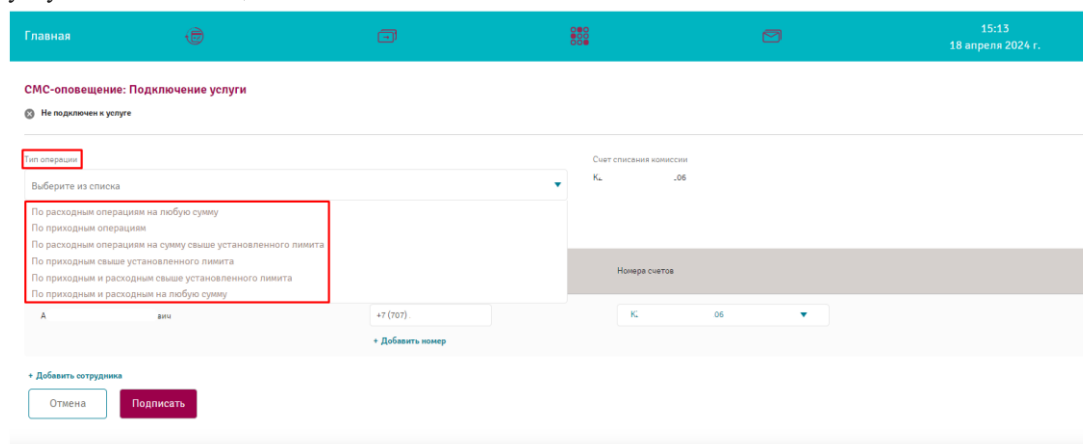 Главная
15:13
18 апреля 2024 г.
СМС-оповещение: Подключение услуги
Не подключен к услуге
Тип операции
Счет списания комиссии
Выберите из списка
K 06
По расходным операциям на любую сумму
По приходным операциям
По расходным операциям на сумму свыше установленного лимита
По приходным свыше установленного лимита
По приходным и расходным свыше установленного лимита
По приходным и расходным на любую сумму
Номера счетов
А вич
+7 (707)
K 06
+ Добавить номер
+ Добавить сотрудника
Отмена
Подписать